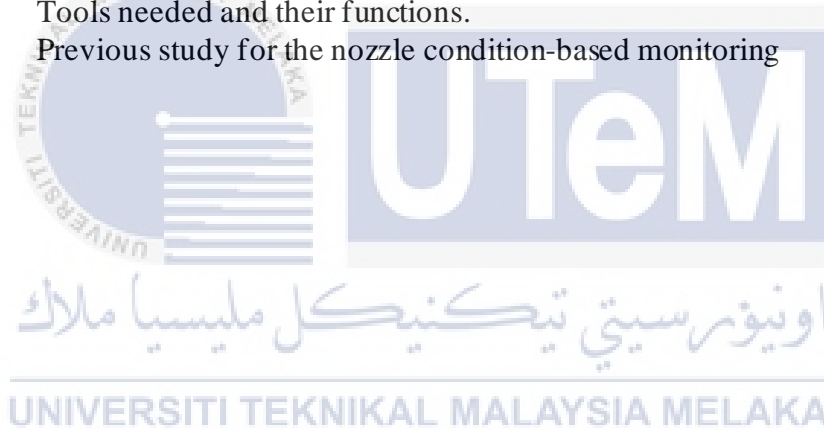 Tools needed and their functions.
Previous study for the nozzle condition-based monitoring
UTeM
اونيۏرسيتي تيكنيكل مليسيا ملاك
UNIVERSITI TEKNIKAL MALAYSIA MELAKA